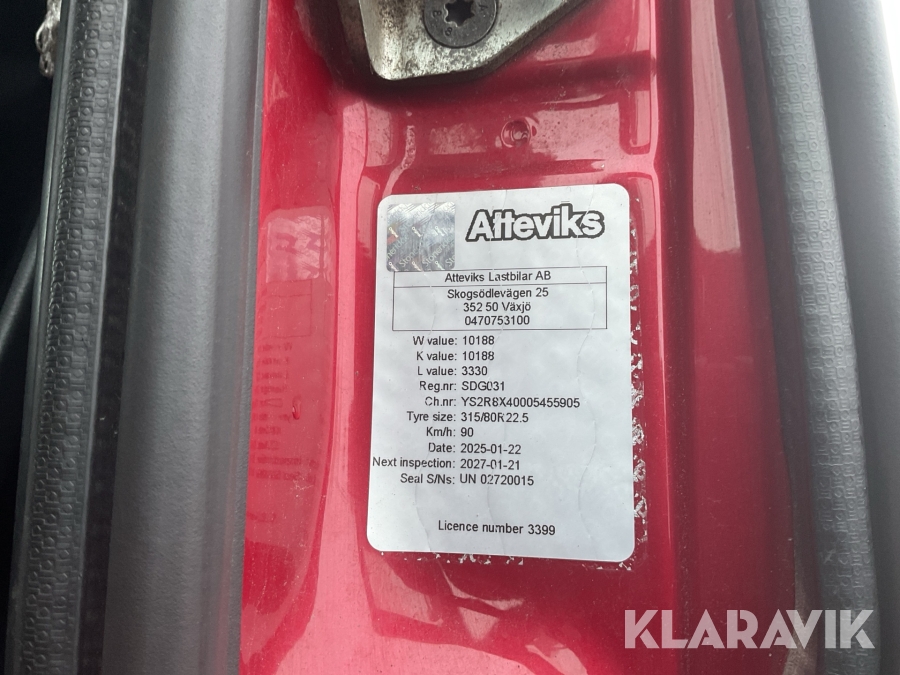 Atteviks
Atteviks Lastbilar AB
Skogsödlevägen 25
352 50 Växjö
0470753100
W value: 10188
K value: 10188
L value: 3330
Reg.nr: SDG031
Ch.nr: YS2R8X40005455905
Tyre size: 315/80R22.5
Km/h: 90
Date: 2025-01-22
Next inspection: 2027-01-21
Seal S/Ns: UN 02720015
Licence number 3399
KLARAVIK